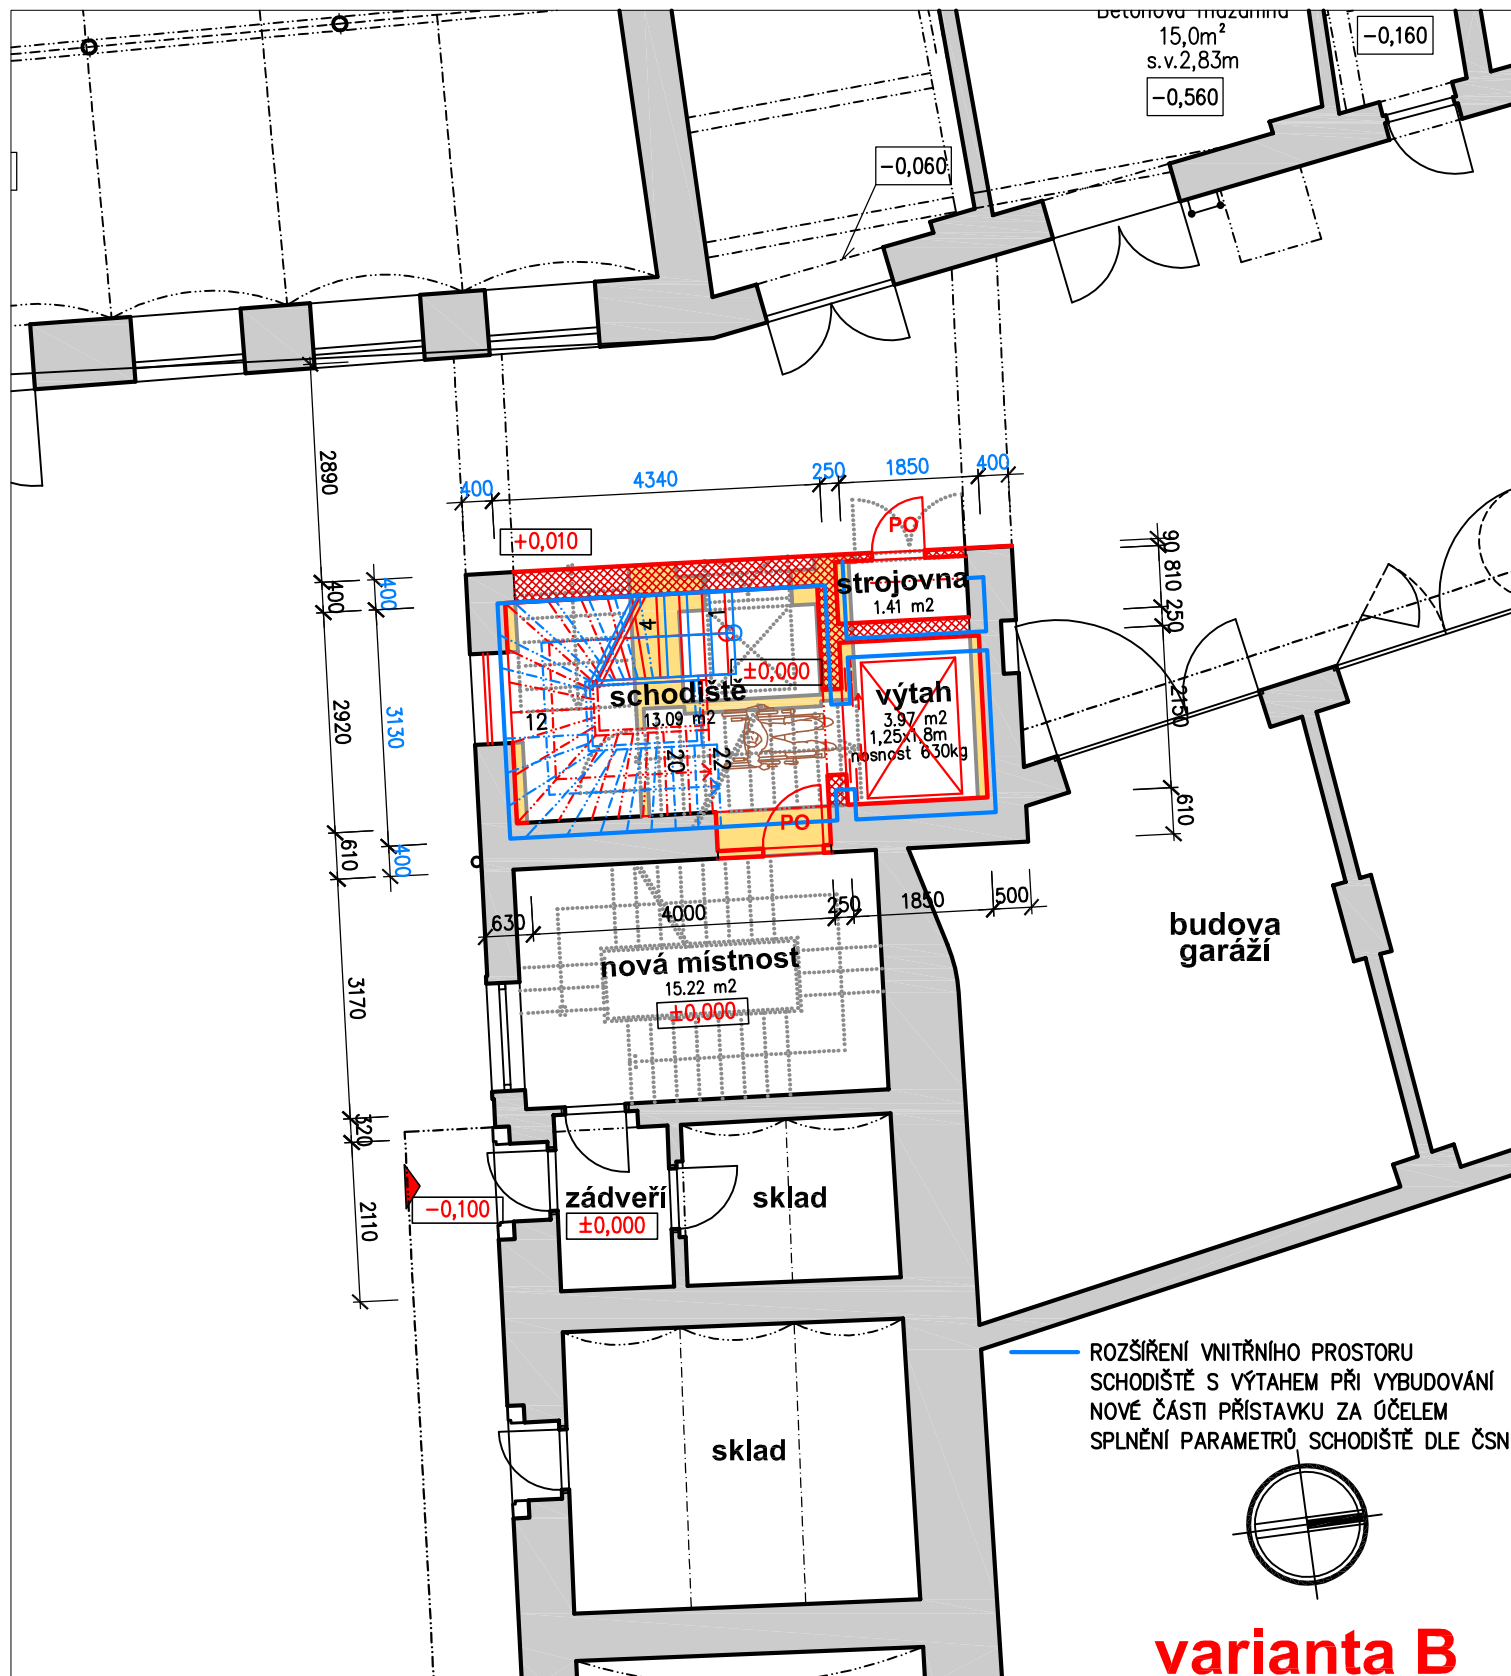 15,0m²
s.v.2,83m
-0,560
-0,160
-0,060
2890
400
4340
250
1850
400
+0,010
PO
strojovna
1.41 m2
90
810
250
2150
610
400
400
4
1
±0,000
schodiště
13.09 m2
12
20
22
výtah
3.97 m2
1,25x1,8m
nosnost 630kg
PO
2920
3130
610
400
630
4000
250
1850
500
nová místnost
15.22 m2
±0,000
budova
garáží
3170
320
2110
-0,100
zádveří
±0,000
sklad
sklad
ROZŠÍŘENÍ VNITŘNÍHO PROSTORU
SCHODIŠTĚ S VÝTAHEM PŘI VYBUDOVÁNÍ
NOVÉ ČÁSTI PŘÍSTAVKU ZA ÚČELEM
SPLNĚNÍ PARAMETRŮ SCHODIŠTĚ DLE ČSN
varianta B